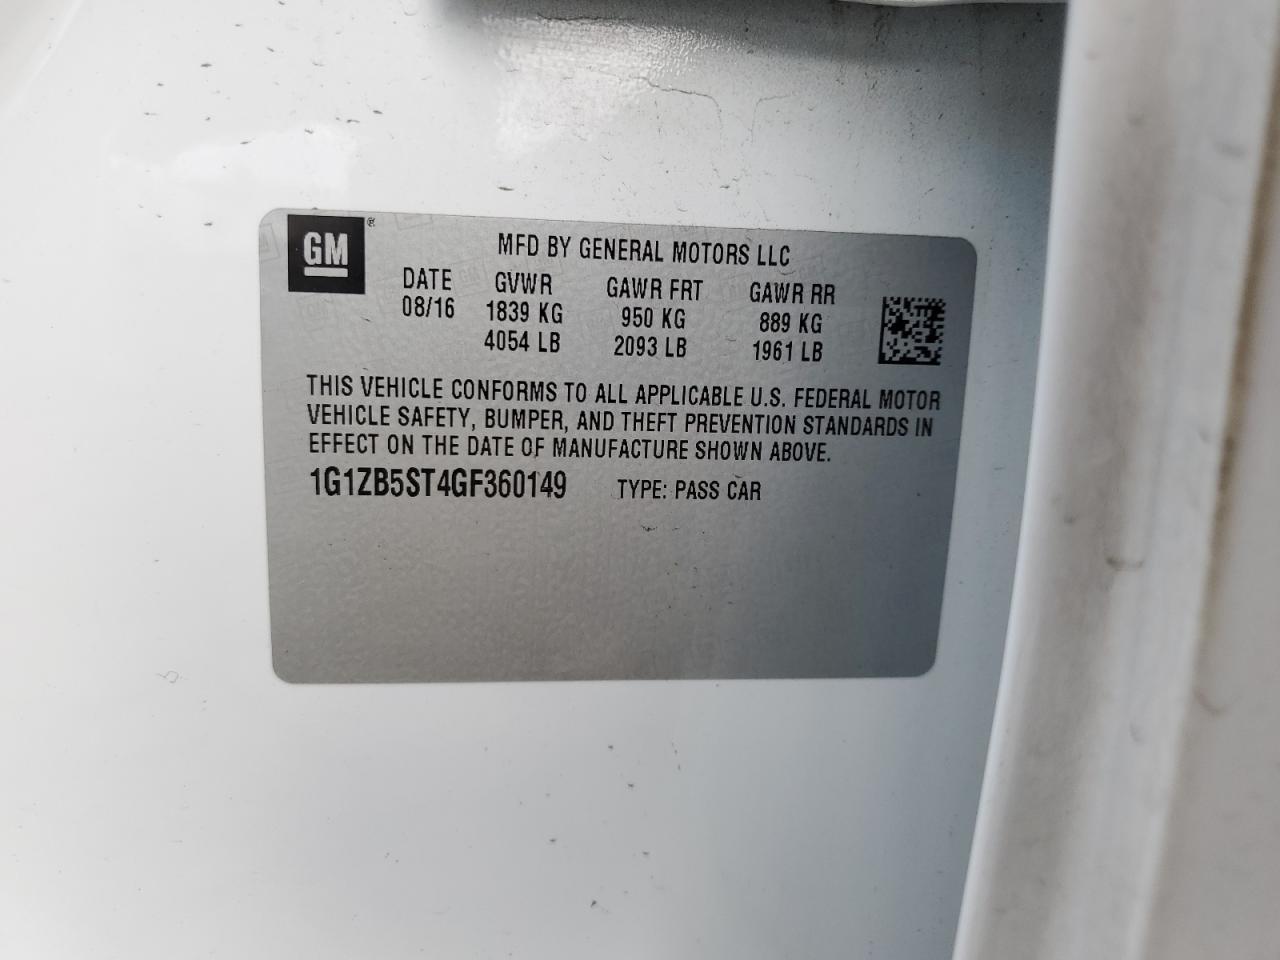 GM ®
MFD BY GENERAL MOTORS LLC
DATE GVWR GAWR FRT GAWR RR
08/16 1839 KG 950 KG 889 KG
4054 LB 2093 LB 1961 LB
THIS VEHICLE CONFORMS TO ALL APPLICABLE U.S. FEDERAL MOTOR
VEHICLE SAFETY, BUMPER, AND THEFT PREVENTION STANDARDS IN
EFFECT ON THE DATE OF MANUFACTURE SHOWN ABOVE.
1G1ZB5ST4GF360149 TYPE: PASS CAR